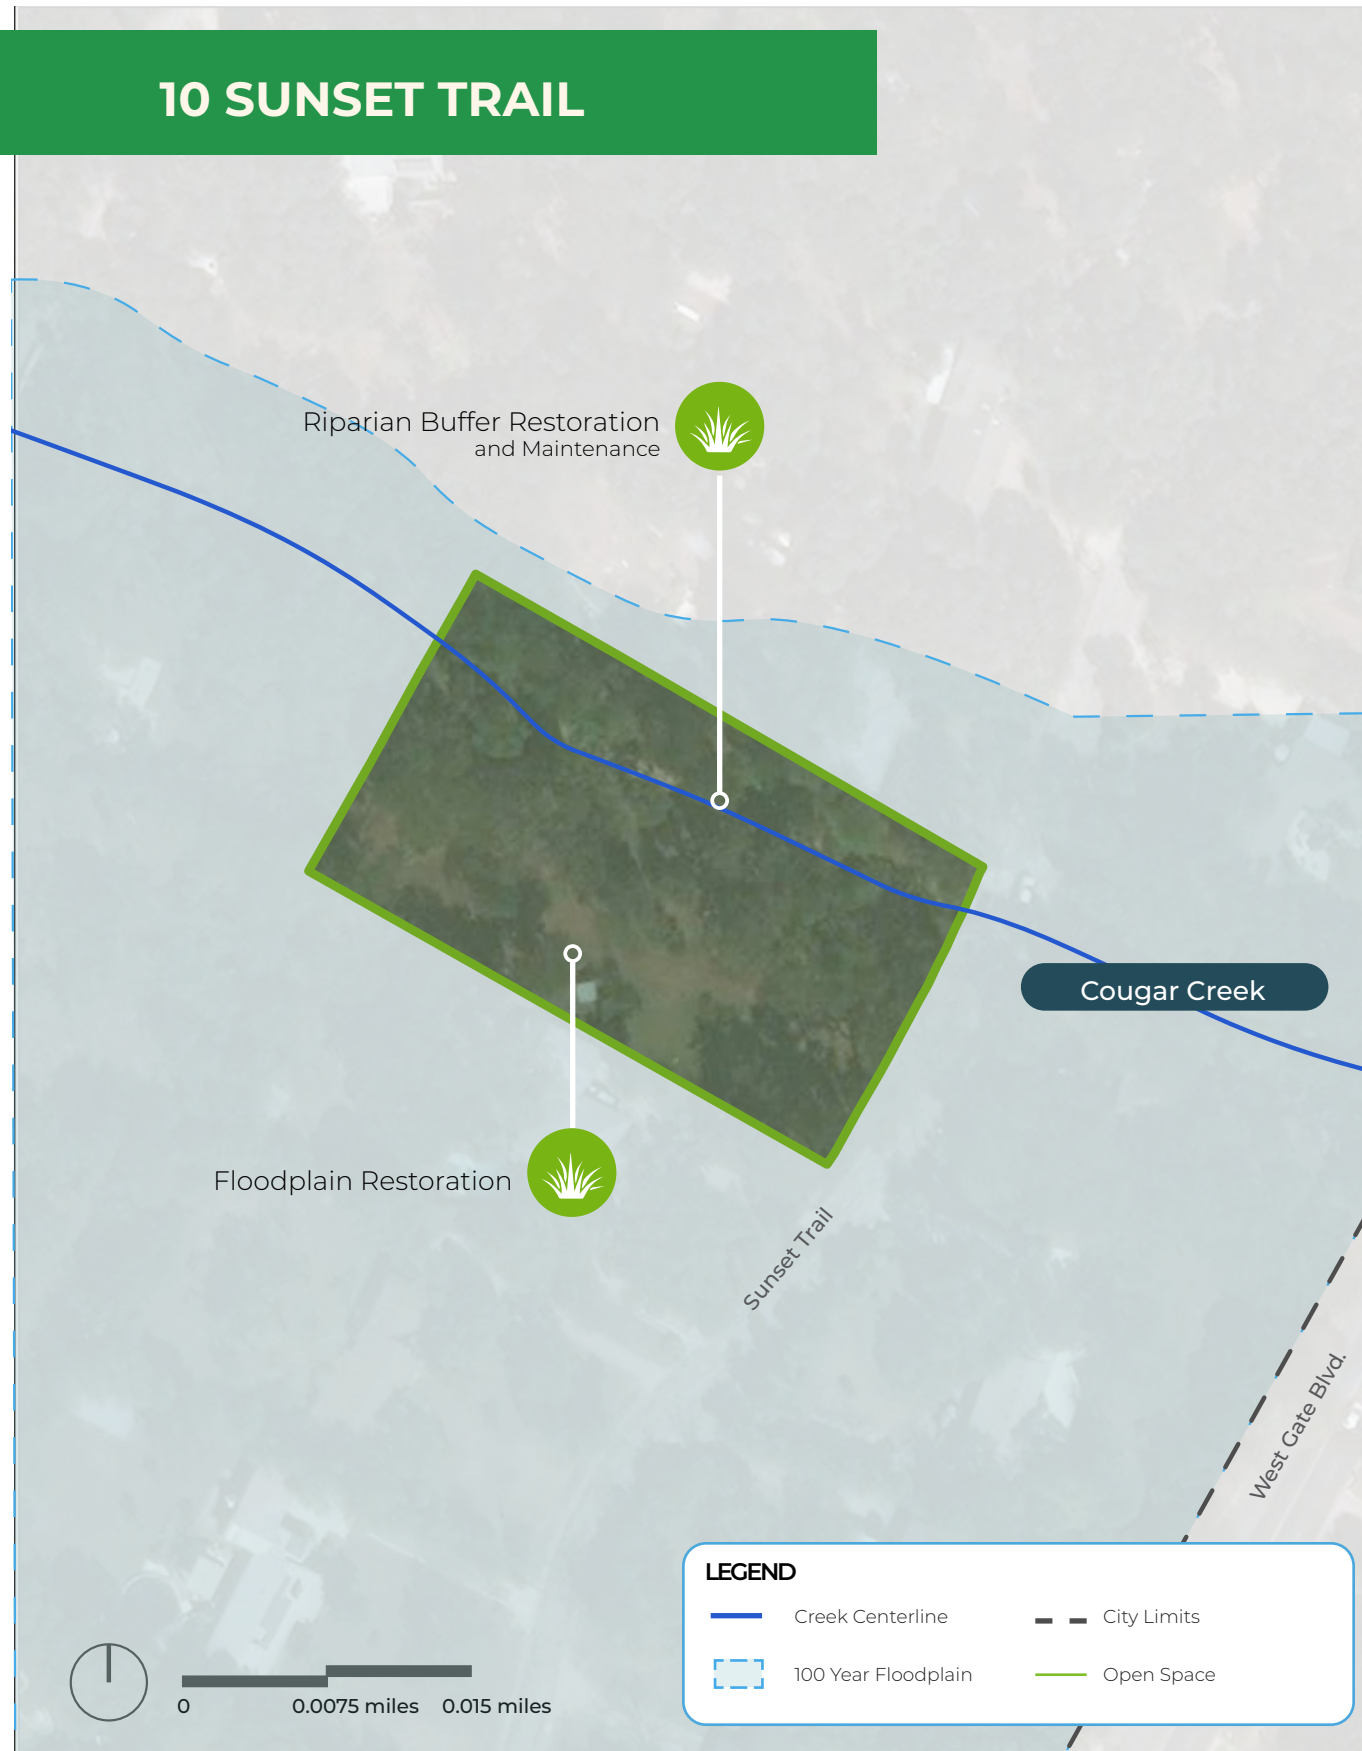 10 SUNSET TRAIL
Riparian Buffer Restoration
and Maintenance
Cougar Creek
Floodplain Restoration
Sunset Trail
West Gate Blvd.
LEGEND
Creek Centerline
City Limits
100 Year Floodplain
Open Space
0
0.0075 miles
0.015 miles